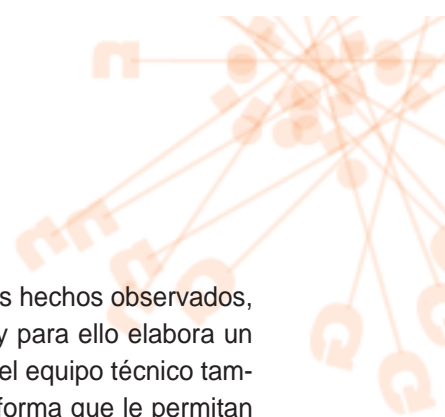 s hechos observados,
y para ello elabora un
el equipo técnico tam-
forma que le permitan